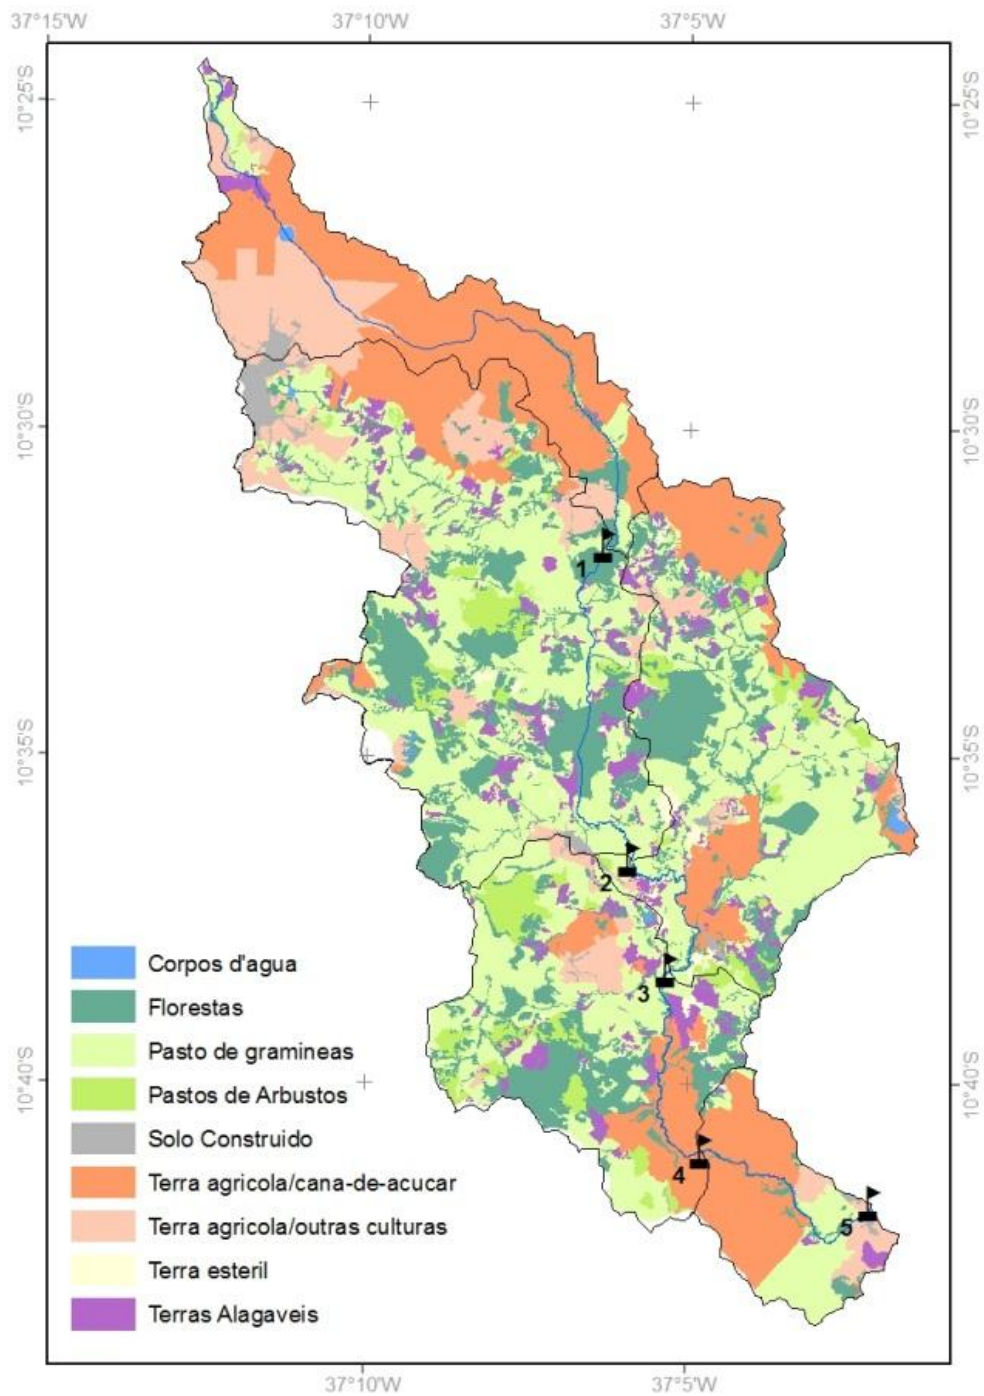 37°15'W 37°10'W 37°5'W
10°25'S 10°25'S
10°30'S 10°30'S
1
10°35'S 10°35'S
2
3
Corpos d'agua
Florestas
Pasto de gramineas
Pastos de Arbustos
10°40'S 10°40'S
Solo Construido
4
Terra agricola/cana-de-acucar
5
Terra agricola/outras culturas
Terra esteril
Terras Alagaveis
37°10'W 37°5'W